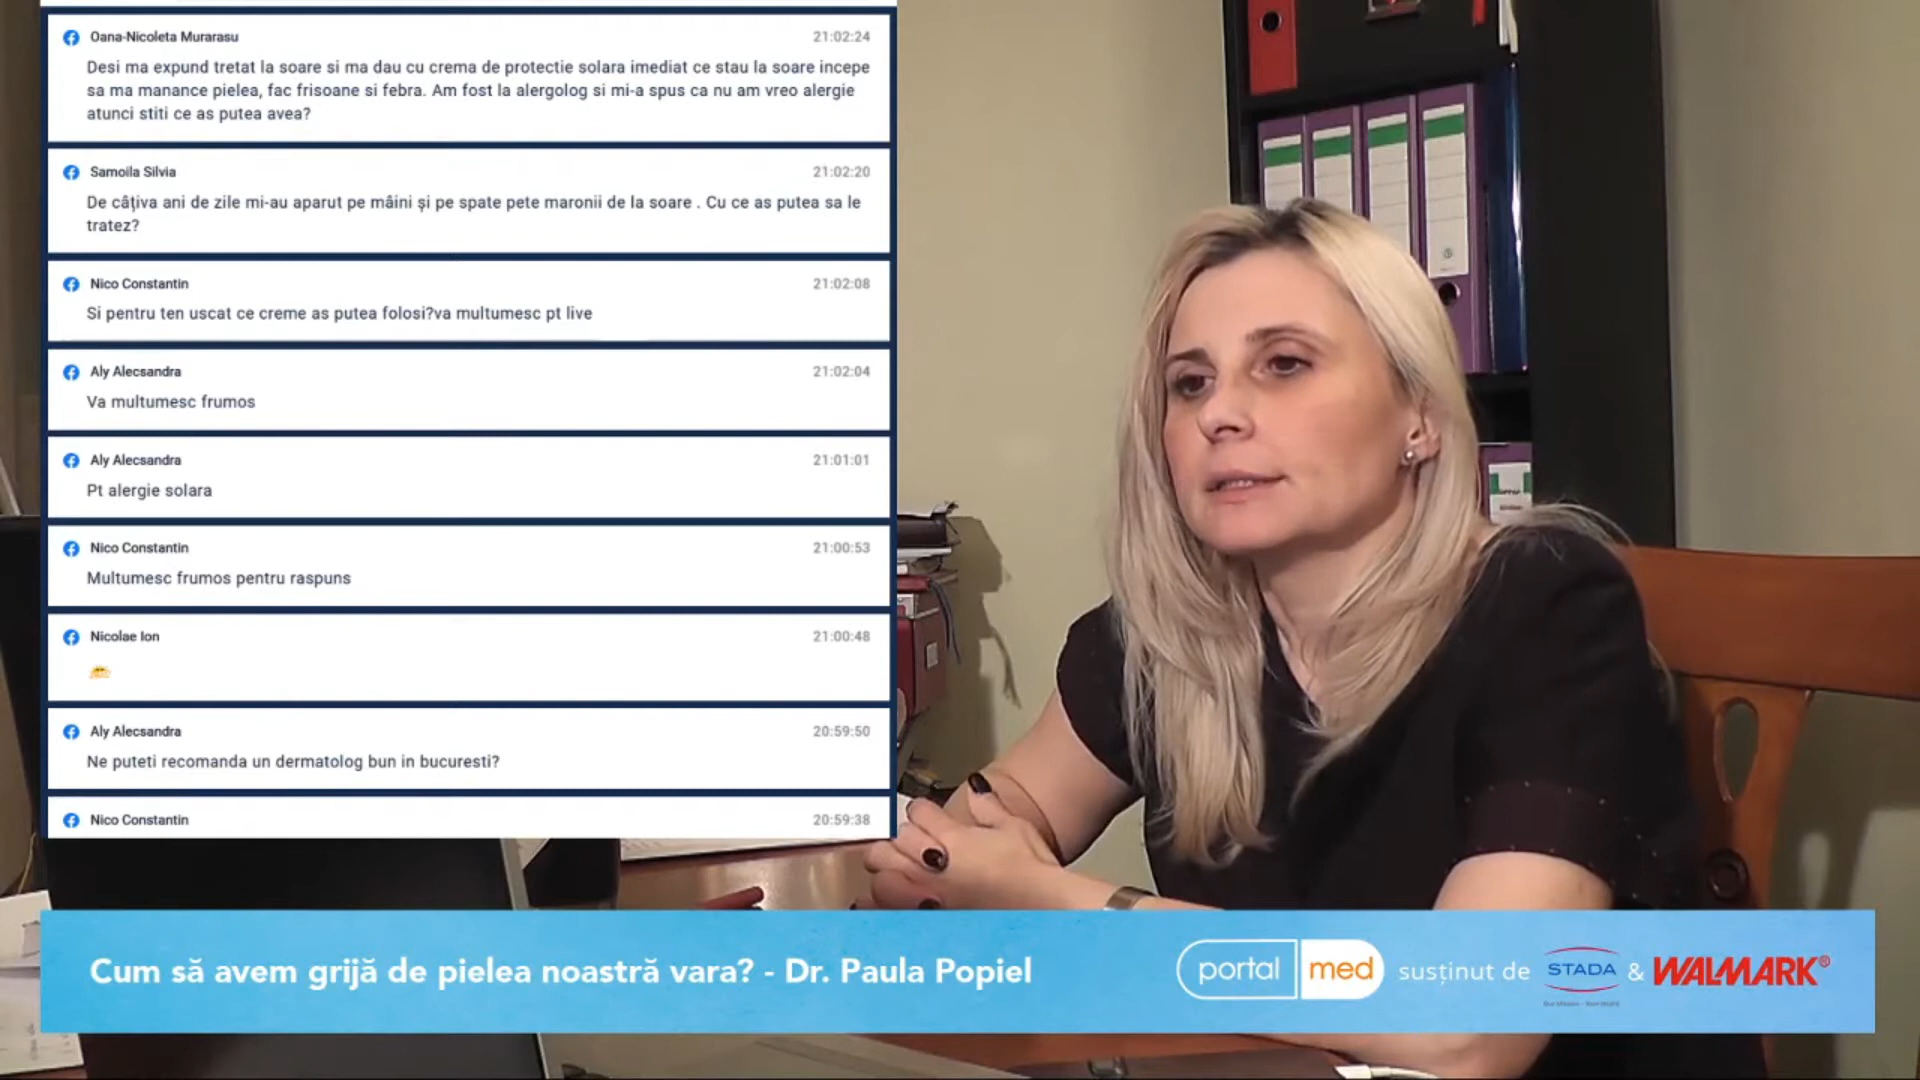 Oana-Nicoleta Murarasu 21:02:24
Desi ma expund tretat la soare si ma dau cu crema de protectie solara imediat ce stau la soare incepe
sa ma manance pielea, fac frisoane si febra. Am fost la alergolog si mi-a spus ca nu am vreo alergie
atunci stiti ce as putea avea?
Samoila Silvia 21:02:20
De câțiva ani de zile mi-au aparut pe mâini și pe spate pete maronii de la soare . Cu ce as putea sa le
tratez?
Nico Constantin 21:02:08
Si pentru ten uscat ce creme as putea folosi?va multumesc pt live
Aly Alecsandra 21:02:04
Va multumesc frumos
Aly Alecsandra 21:01:01
Pt alergie solara
Nico Constantin 21:00:53
Multumesc frumos pentru raspuns
Nicolae Ion 21:00:48
Aly Alecsandra 20:59:50
Ne puteti recomanda un dermatolog bun in bucuresti?
Nico Constantin 20:59:38
Cum să avem grijă de pielea noastră vara? - Dr. Paula Popiel
portal med susținut de STADA & WALMARK®